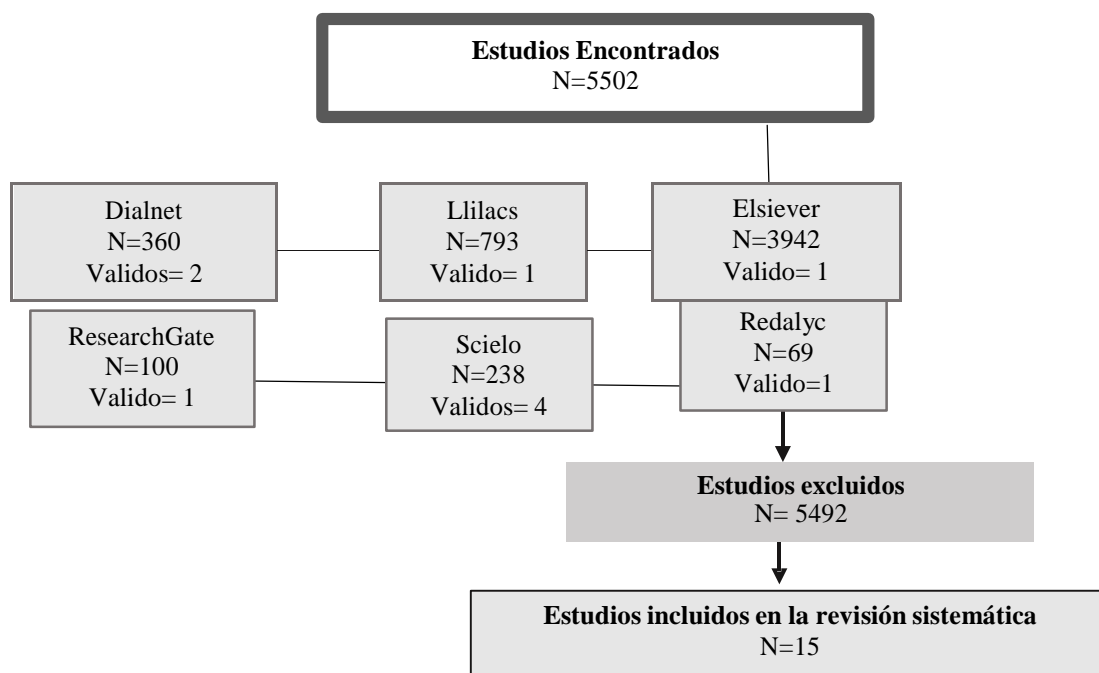 Estudios Encontrados
N=5502
Dialnet
N=360
Validos= 2
Llilacs
N=793
Valido= 1
Elsiever
N=3942
Valido= 1
ResearchGate
N=100
Valido= 1
Scielo
N=238
Validos= 4
Redalyc
N=69
Valido=1
Estudios excluidos
N= 5492
Estudios incluidos en la revisión sistemática
N=15